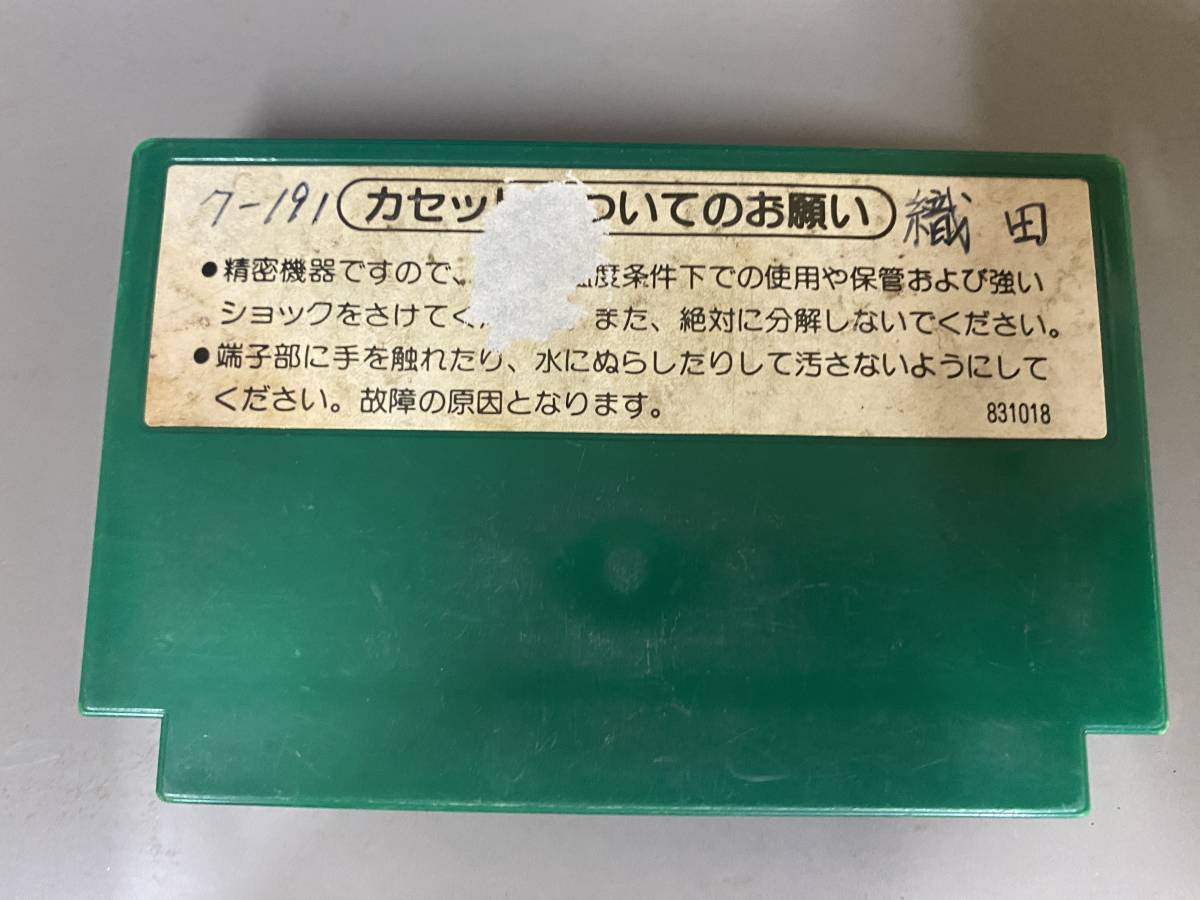 7-191 カセット ついてのお願い 織田
●精密機器ですので、 度条件下での使用や保管および強い
ショックをさけてく 。また、絶対に分解しないでください。
●端子部に手を触れたり、水にぬらしたりして汚さないようにして
ください。故障の原因となります。
831018